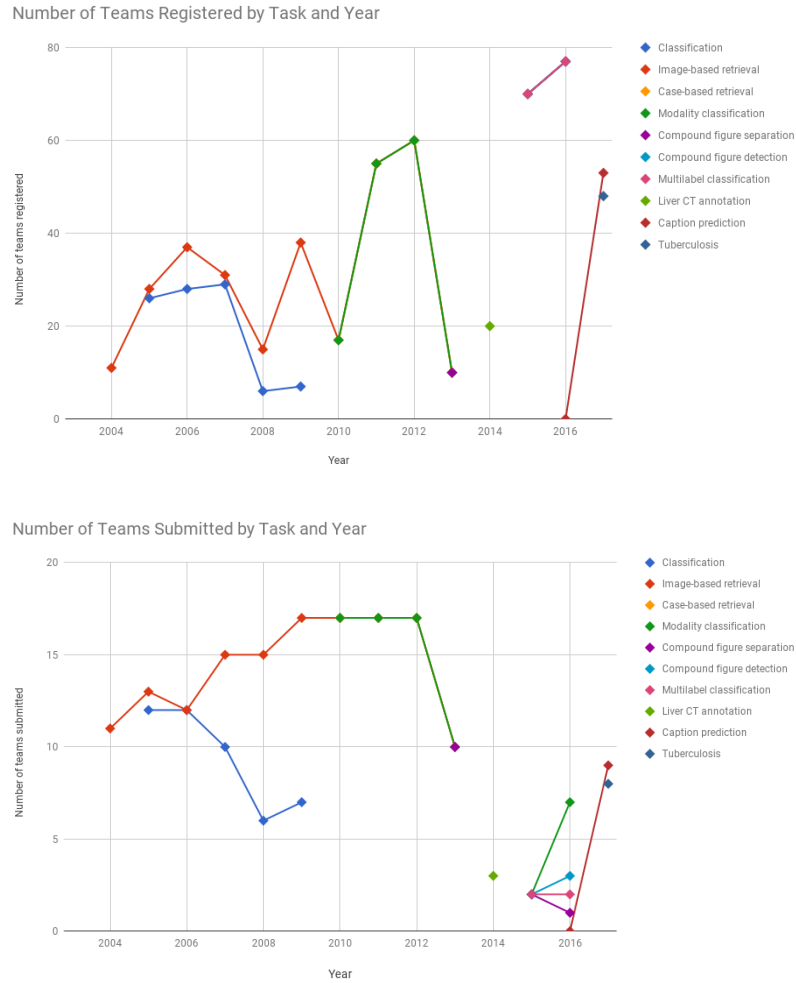 Number of Teams Registered by Task and Year
Number of teams registered
80
60
40
20
0
2004
2006
2008
2010
2012
2014
2016
Year
Classification
Image-based retrieval
Case-based retrieval
Modality classification
Compound figure separation
Compound figure detection
Multilabel classification
Liver CT annotation
Caption prediction
Tuberculosis
Number of Teams Submitted by Task and Year
Number of teams submitted
20
15
10
5
0
2004
2006
2008
2010
2012
2014
2016
Year
Classification
Image-based retrieval
Case-based retrieval
Modality classification
Compound figure separation
Compound figure detection
Multilabel classification
Liver CT annotation
Caption prediction
Tuberculosis